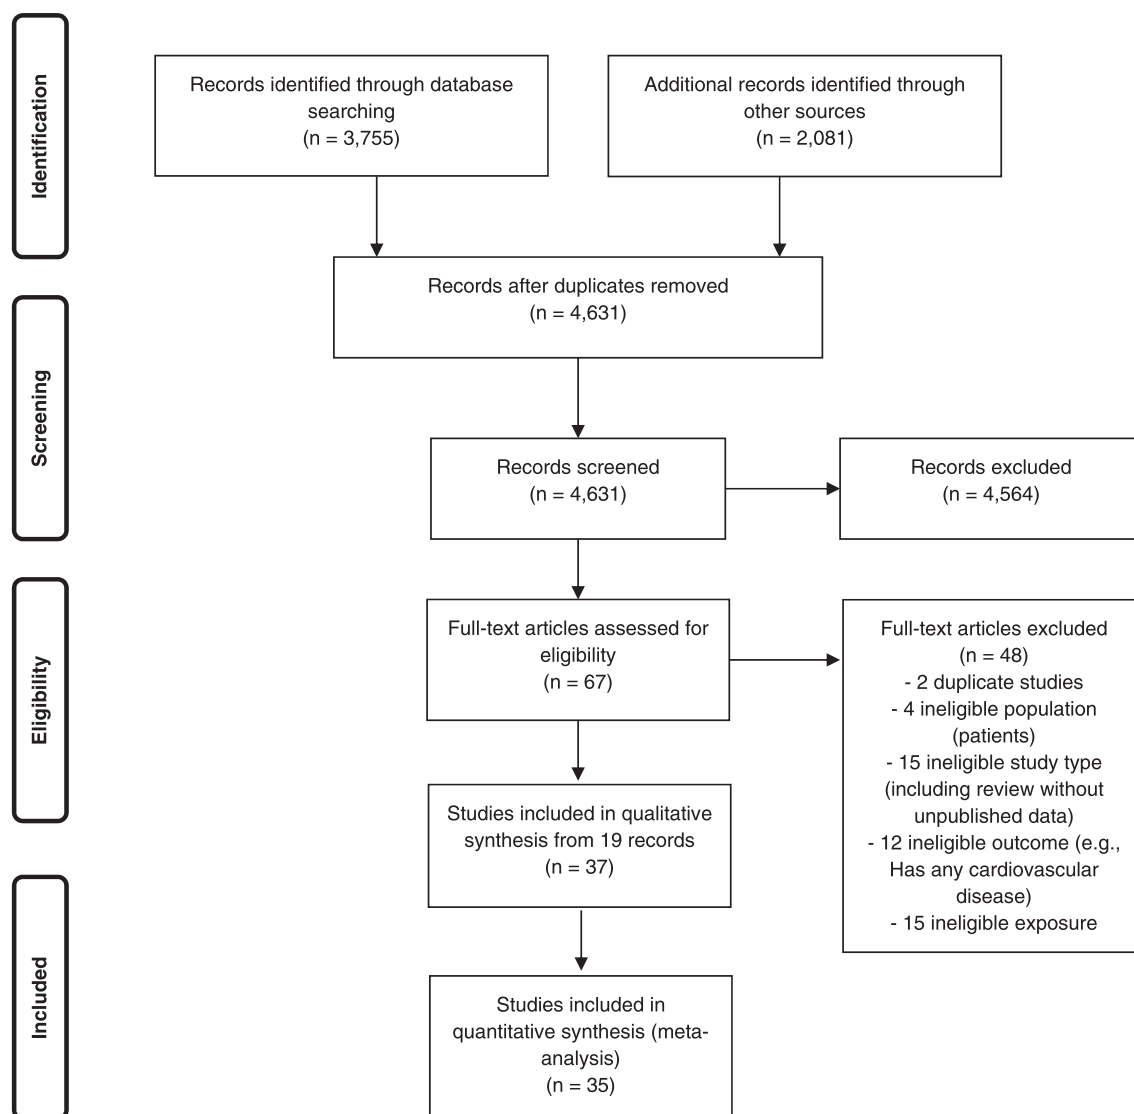 Identification
Records identified through database
searching
(n = 3,755)
Additional records identified through
other sources
(n = 2,081)
Records after duplicates removed
(n = 4,631)
Screening
Records screened
(n = 4,631)
Records excluded
(n = 4,564)
Eligibility
Full-text articles assessed for
eligibility
(n = 67)
Full-text articles excluded
(n = 48)
- 2 duplicate studies
- 4 ineligible population
(patients)
- 15 ineligible study type
(including review without
unpublished data)
- 12 ineligible outcome (e.g.,
Has any cardiovascular
disease)
- 15 ineligible exposure
Studies included in qualitative
synthesis from 19 records
(n = 37)
Included
Studies included in
quantitative synthesis (meta-
analysis)
(n = 35)